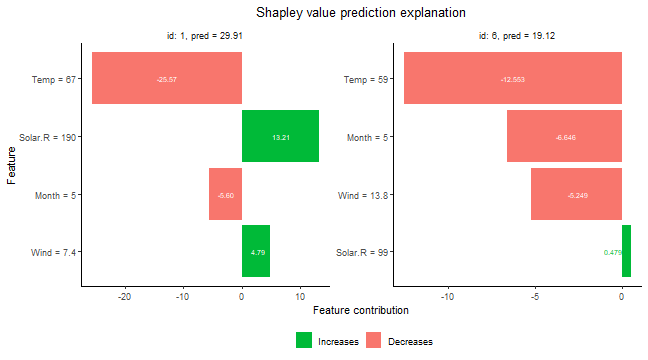 Shapley value prediction explanation
id: 1, pred = 29.91
id: 6, pred = 19.12
Feature
Temp = 67
-25.57
Solar.R = 190
13.21
Month = 5
-5.60
Wind = 7.4
4.79
-20
-10
0
10
Temp = 59
-12.553
Month = 5
-6.646
Wind = 13.8
-5.249
Solar.R = 99
0.479
-10
-5
0
Feature contribution
Increases
Decreases